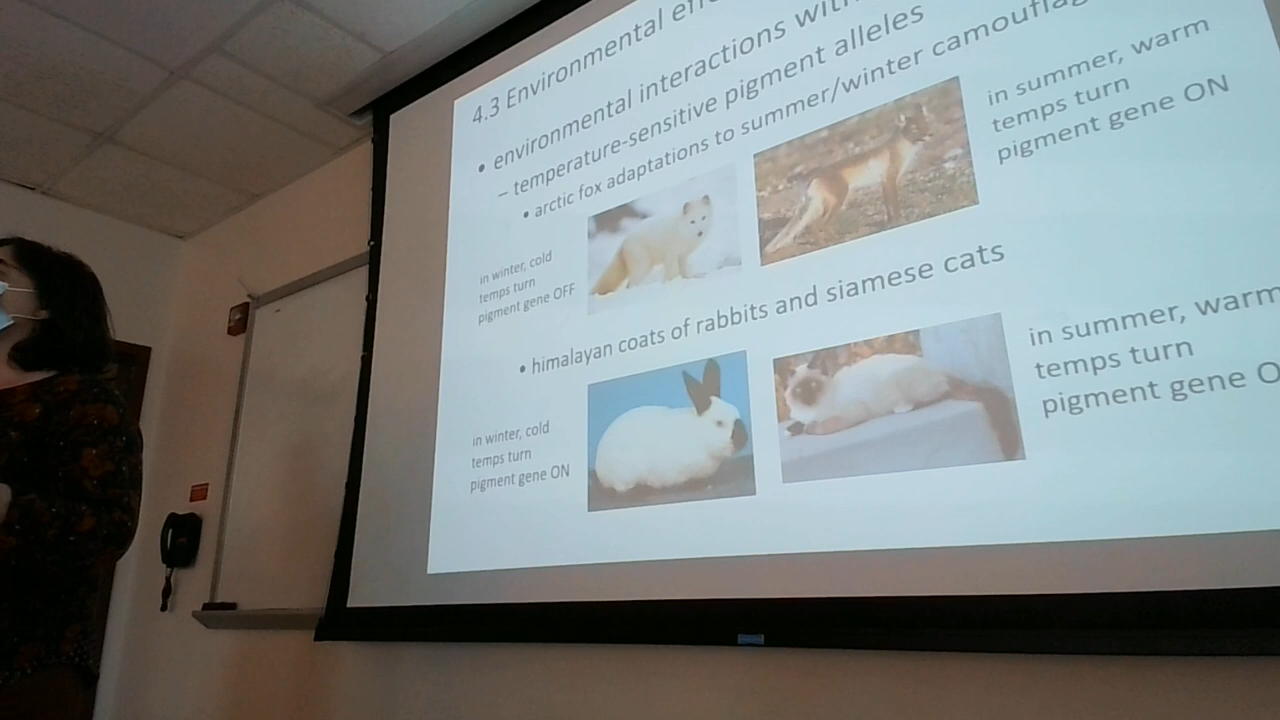 4.3 Environmental
• environmental interactions
– temperature-sensitive pigment alleles
• arctic fox adaptations to summer/winter
in winter, cold
temps turn
pigment gene OFF
in summer, warm
temps turn
pigment gene ON
• himalayan coats of rabbits and siamese cats
in winter, cold
temps turn
pigment gene ON
in summer, warm
temps turn
pigment gene